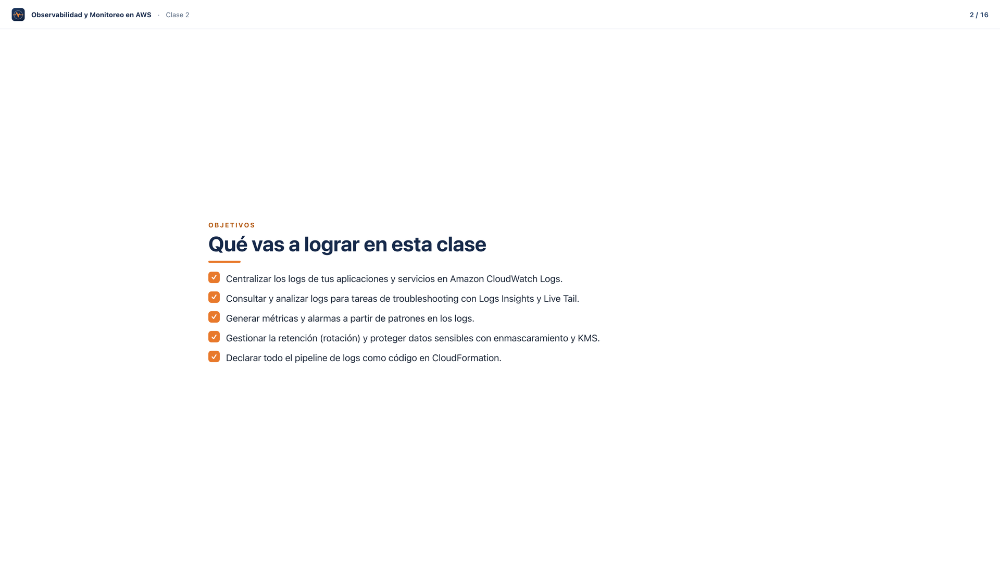 Observabilidad y Monitoreo en AWS · Clase 2
2 / 16
OBJETIVOS
Qué vas a lograr en esta clase
Centralizar los logs de tus aplicaciones y servicios en Amazon CloudWatch Logs.
Consultar y analizar logs para tareas de troubleshooting con Logs Insights y Live Tail.
Generar métricas y alarmas a partir de patrones en los logs.
Gestionar la retención (rotación) y proteger datos sensibles con enmascaramiento y KMS.
Declarar todo el pipeline de logs como código en CloudFormation.